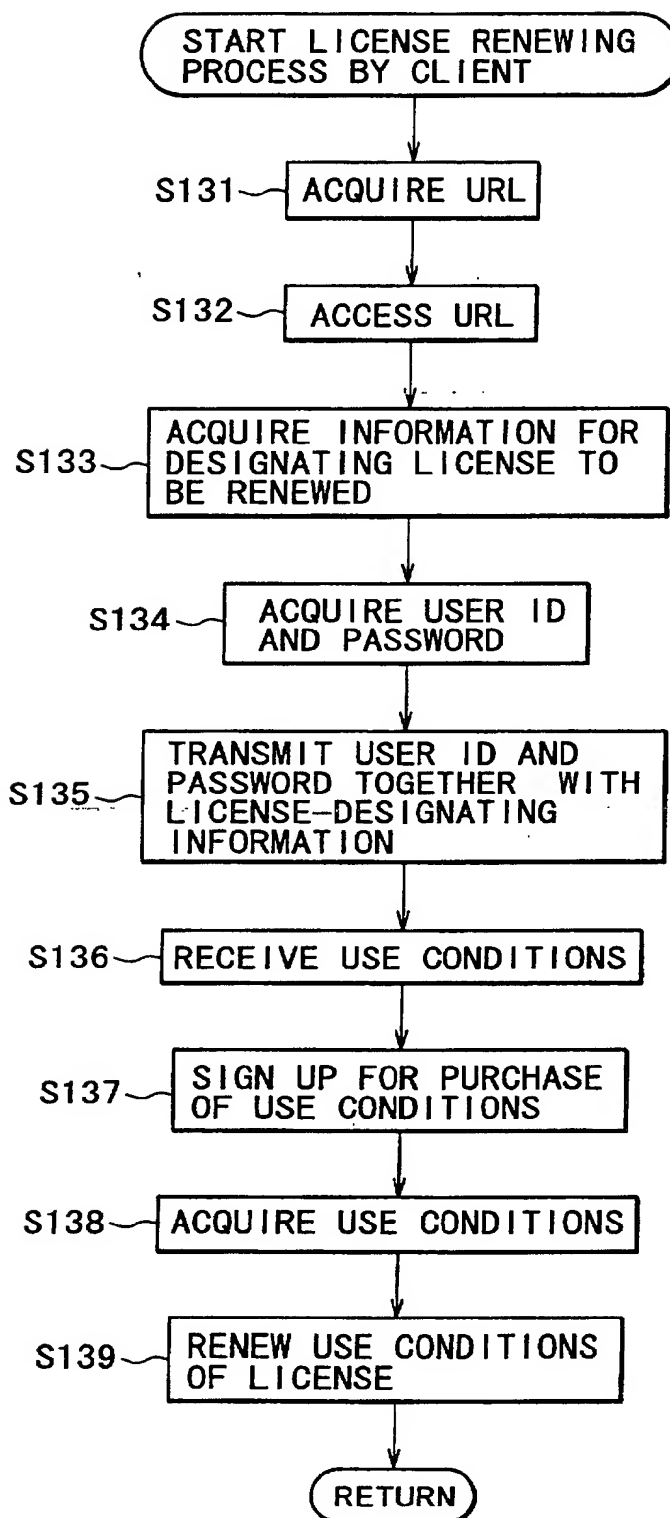 START LICENSE RENEWING
PROCESS BY CLIENT
S131
ACQUIRE URL
S132
ACCESS URL
S133
ACQUIRE INFORMATION FOR
DESIGNATING LICENSE TO
BE RENEWED
S134
ACQUIRE USER ID
AND PASSWORD
S135
TRANSMIT USER ID AND
PASSWORD TOGETHER WITH
LICENSE-DESIGNATING
INFORMATION
S136
RECEIVE USE CONDITIONS
S137
SIGN UP FOR PURCHASE
OF USE CONDITIONS
S138
ACQUIRE USE CONDITIONS
S139
RENEW USE CONDITIONS
OF LICENSE
RETURN